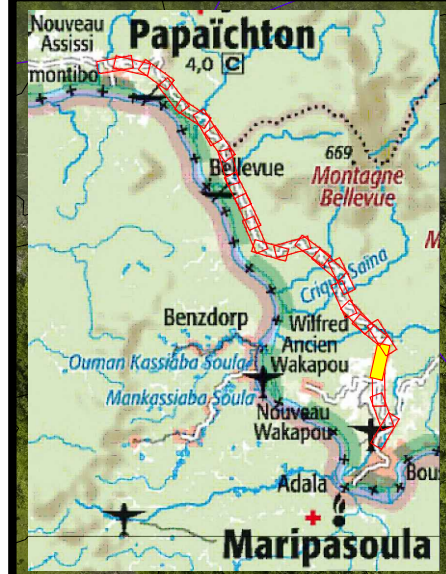 Nouveau
Assissi
Papaïchton
montibo
4,0 C
Bellevue
669
Montagne
Bellevue
M
Crique Saïna
Benzdorp
Wilfred
Ancien
Wakapou
Ouman Kassiaba Soula
Mankassiaba Soula
Nouveau
Wakapou
Adala
Bou
Maripasoula